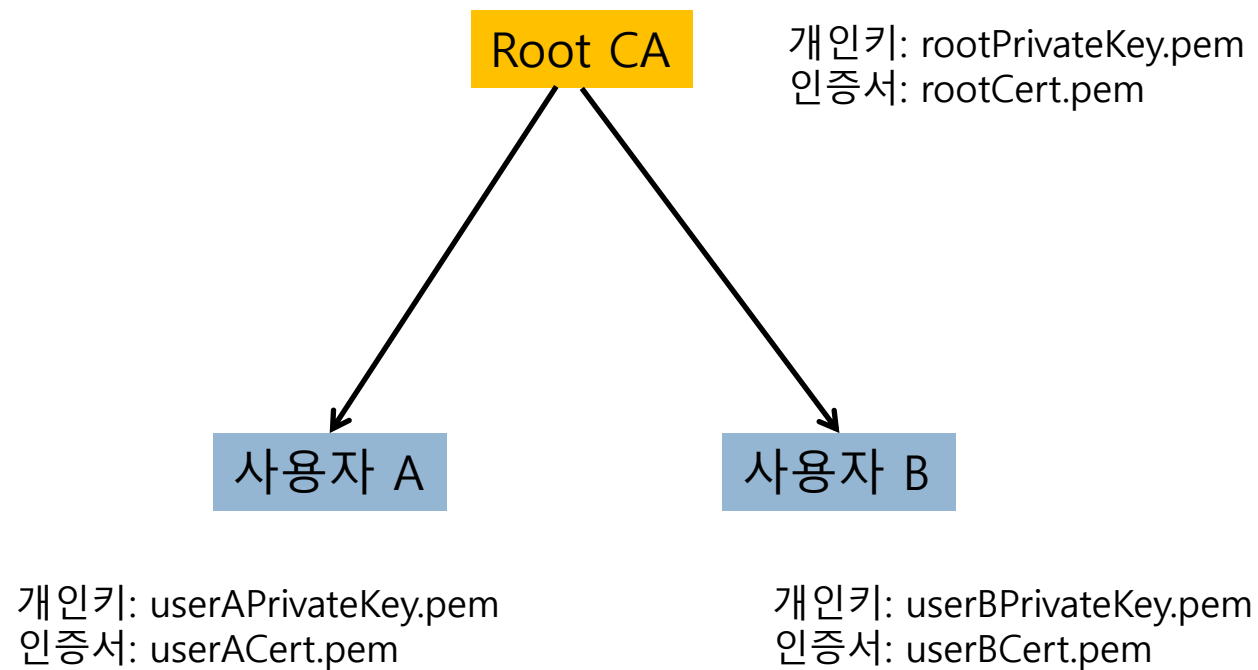 Root CA
개인키: rootPrivateKey.pem
인증서: rootCert.pem
사용자 A
사용자 B
개인키: userAPrivateKey.pem
인증서: userACert.pem
개인키: userBPrivateKey.pem
인증서: userBCert.pem